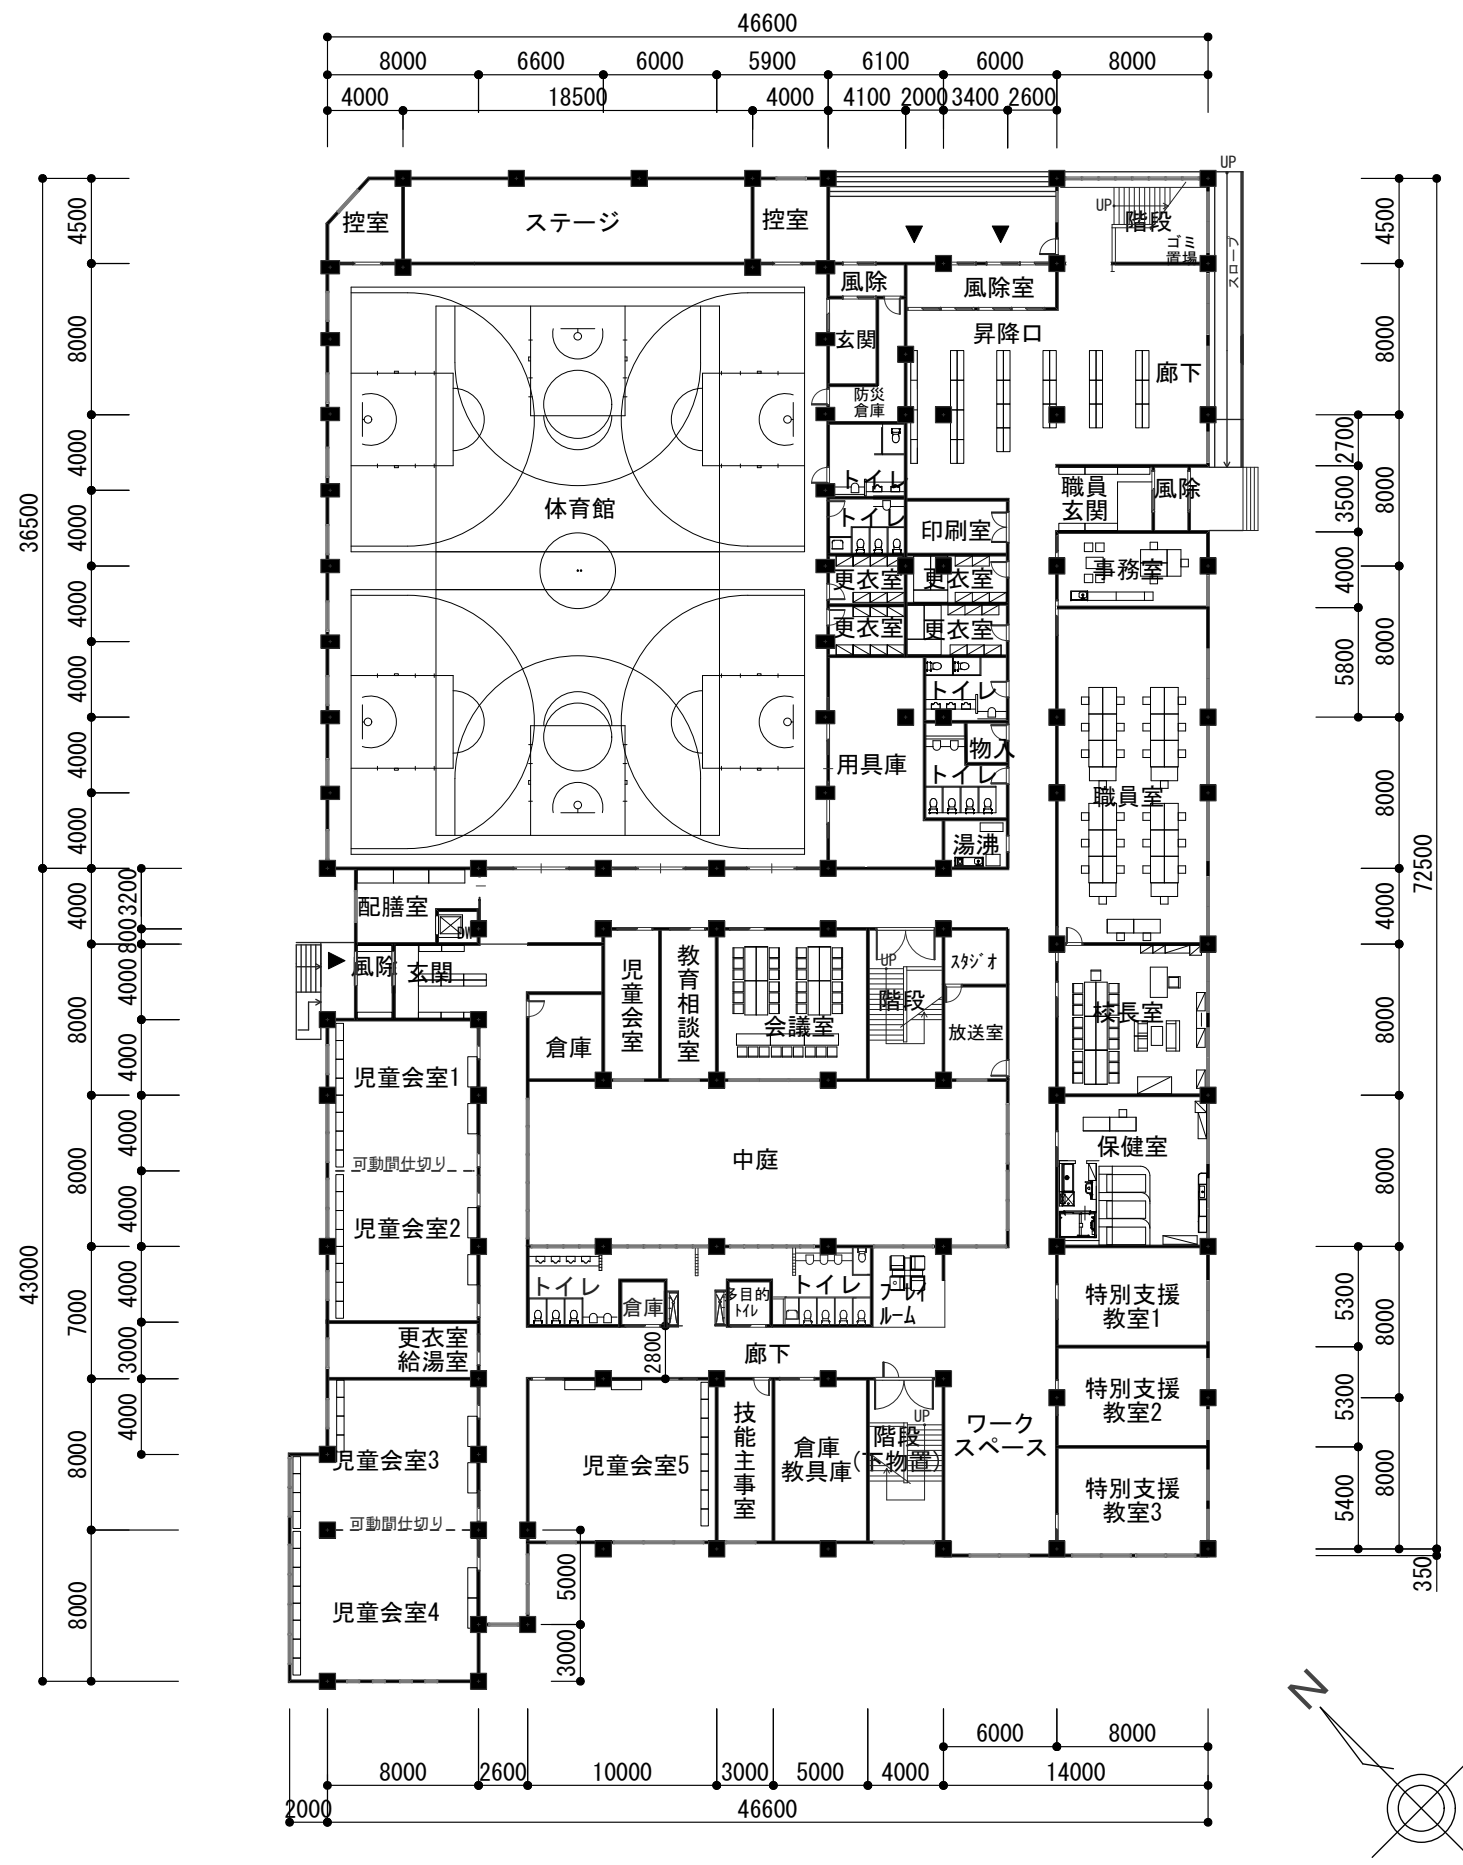 46600
8000 6600 6000 5900 6100 6000 8000
4000 18500 4000 4100 2000 3400 2600
UP
控室
ステージ
控室
UP
階段
ゴミ
置場
スロープ
風除
風除室
玄関
昇降口
廊下
防災
倉庫
トイレ
職員
玄関
風除
体育館
トイレ
印刷室
更衣室
更衣室
事務室
更衣室
更衣室
トイレ
用具庫
物入
トイレ
職員室
湯沸
配膳室
DW
風除
玄関
児童会室
教育相談室
会議室
UP
階段
スタジオ
放送室
倉庫
校長室
児童会室1
可動間仕切り
児童会室2
中庭
保健室
トイレ
倉庫
多目的
トイレ
トイレ
プレイ
ルーム
特別支援
教室1
更衣室
給湯室
2800
廊下
特別支援
教室2
児童会室3
可動間仕切り
児童会室4
児童会室5
技能主事室
倉庫
教具庫
UP
階段
(下物置)
ワーク
スペース
特別支援
教室3
5000
3000
36500
43000
4500
8000
4000
4000
4000
4000
4000
4000
4000
8000
8000
7000
8000
8000
3200
800
4000
4000
4000
4000
4000
3000
4000
2700
3500
4000
5800
5300
5300
5400
4500
8000
8000
8000
8000
4000
8000
8000
8000
8000
72500
350
N
6000 8000
8000 2600 10000 3000 5000 4000 14000
2000 46600